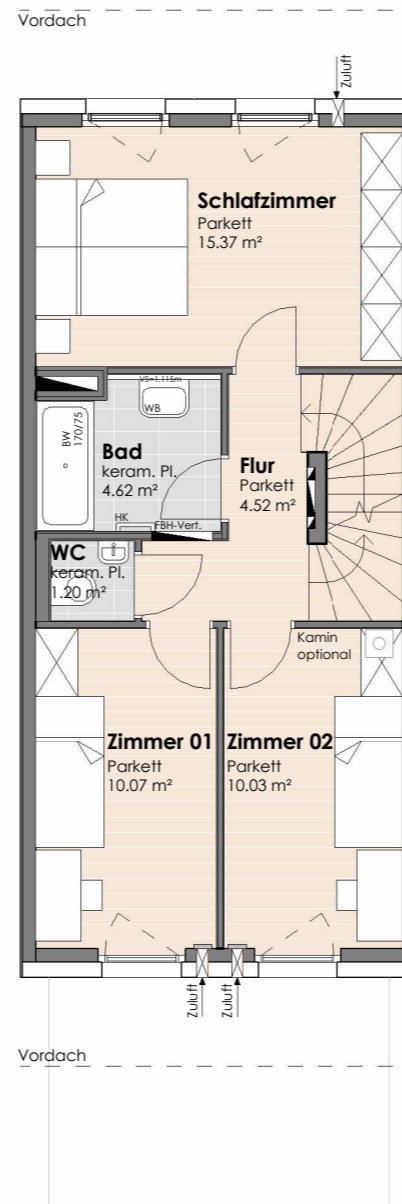 Vordach
Zuluft
Schlafzimmer
Parkett
15.37 m²
VS=1.115m
WB
BW
170/75
Bad
keram. Pl.
4.62 m²
Flur
Parkett
4.52 m²
HK
FBH-Vert.
WC
keram. Pl.
1.20 m²
Kamin
optional
Zimmer 01
Parkett
10.07 m²
Zimmer 02
Parkett
10.03 m²
Zuluft
Zuluft
Vordach